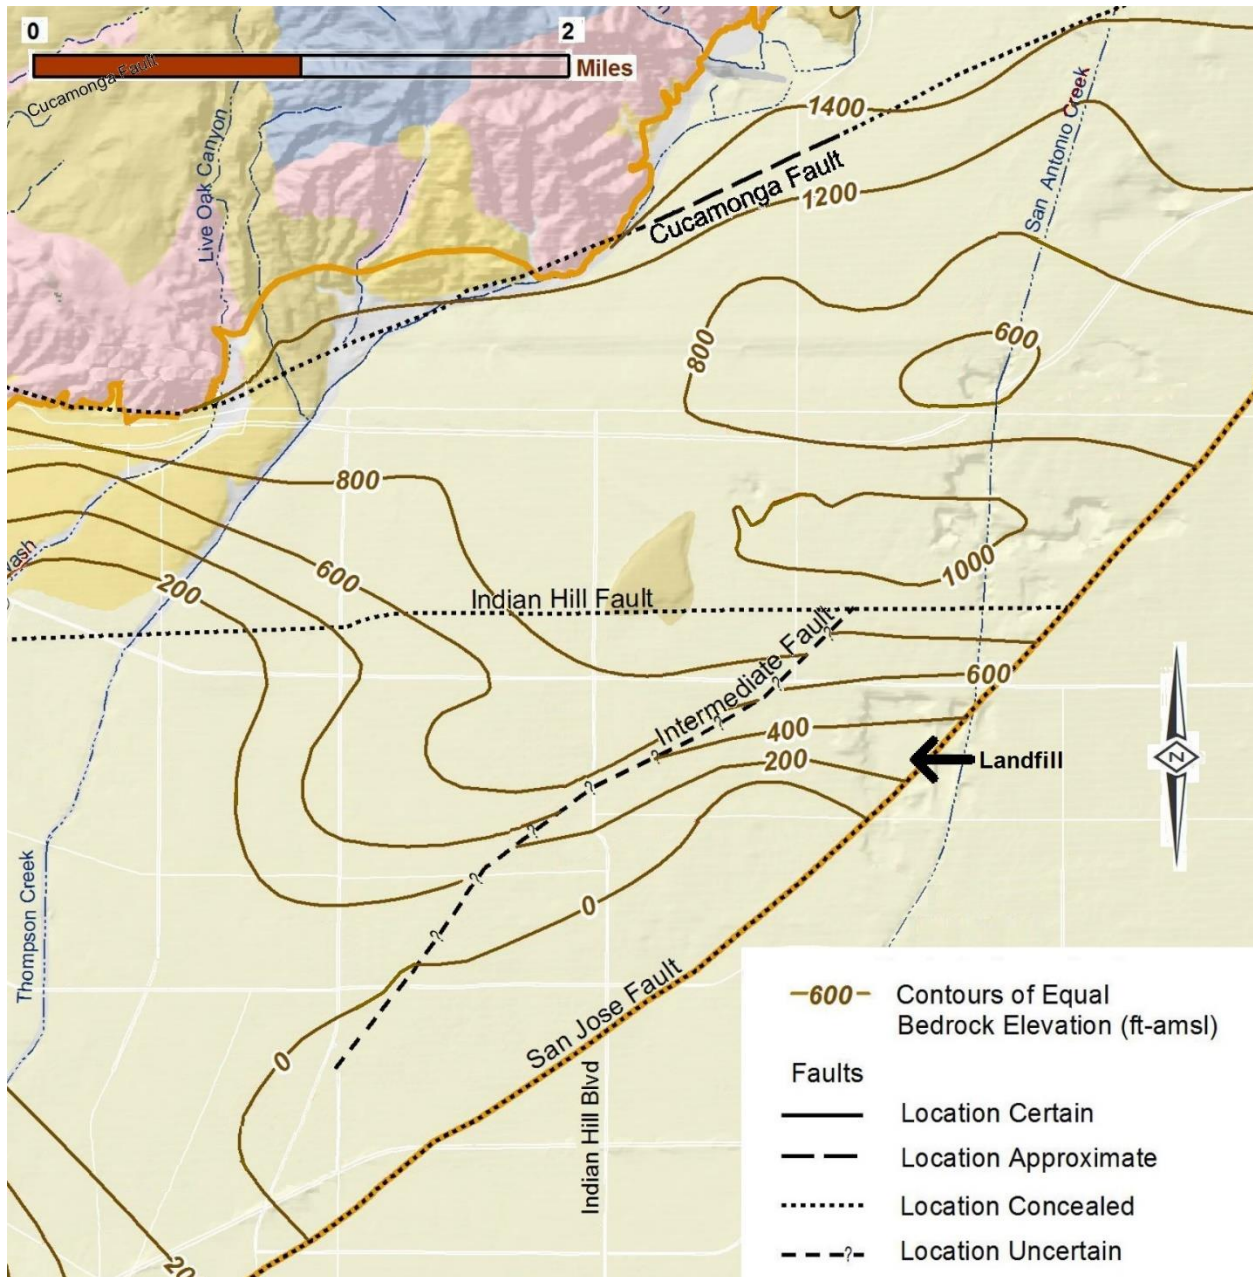 0
2
Miles
Cucamonga Fault
Live Oak Canyon
1400
San Antonio Creek
Cucamonga Fault
1200
600
800
800
1000
600
200
Indian Hill Fault
Intermediate Fault
?
?
600
?
?
400
200
?
?
?
?
Landfill
N
Thompson Creek
0
San Jose Fault
0
Indian Hill Blvd
600
Contours of Equal
Bedrock Elevation (ft-amsl)
Faults
Location Certain
Location Approximate
Location Concealed
?
Location Uncertain